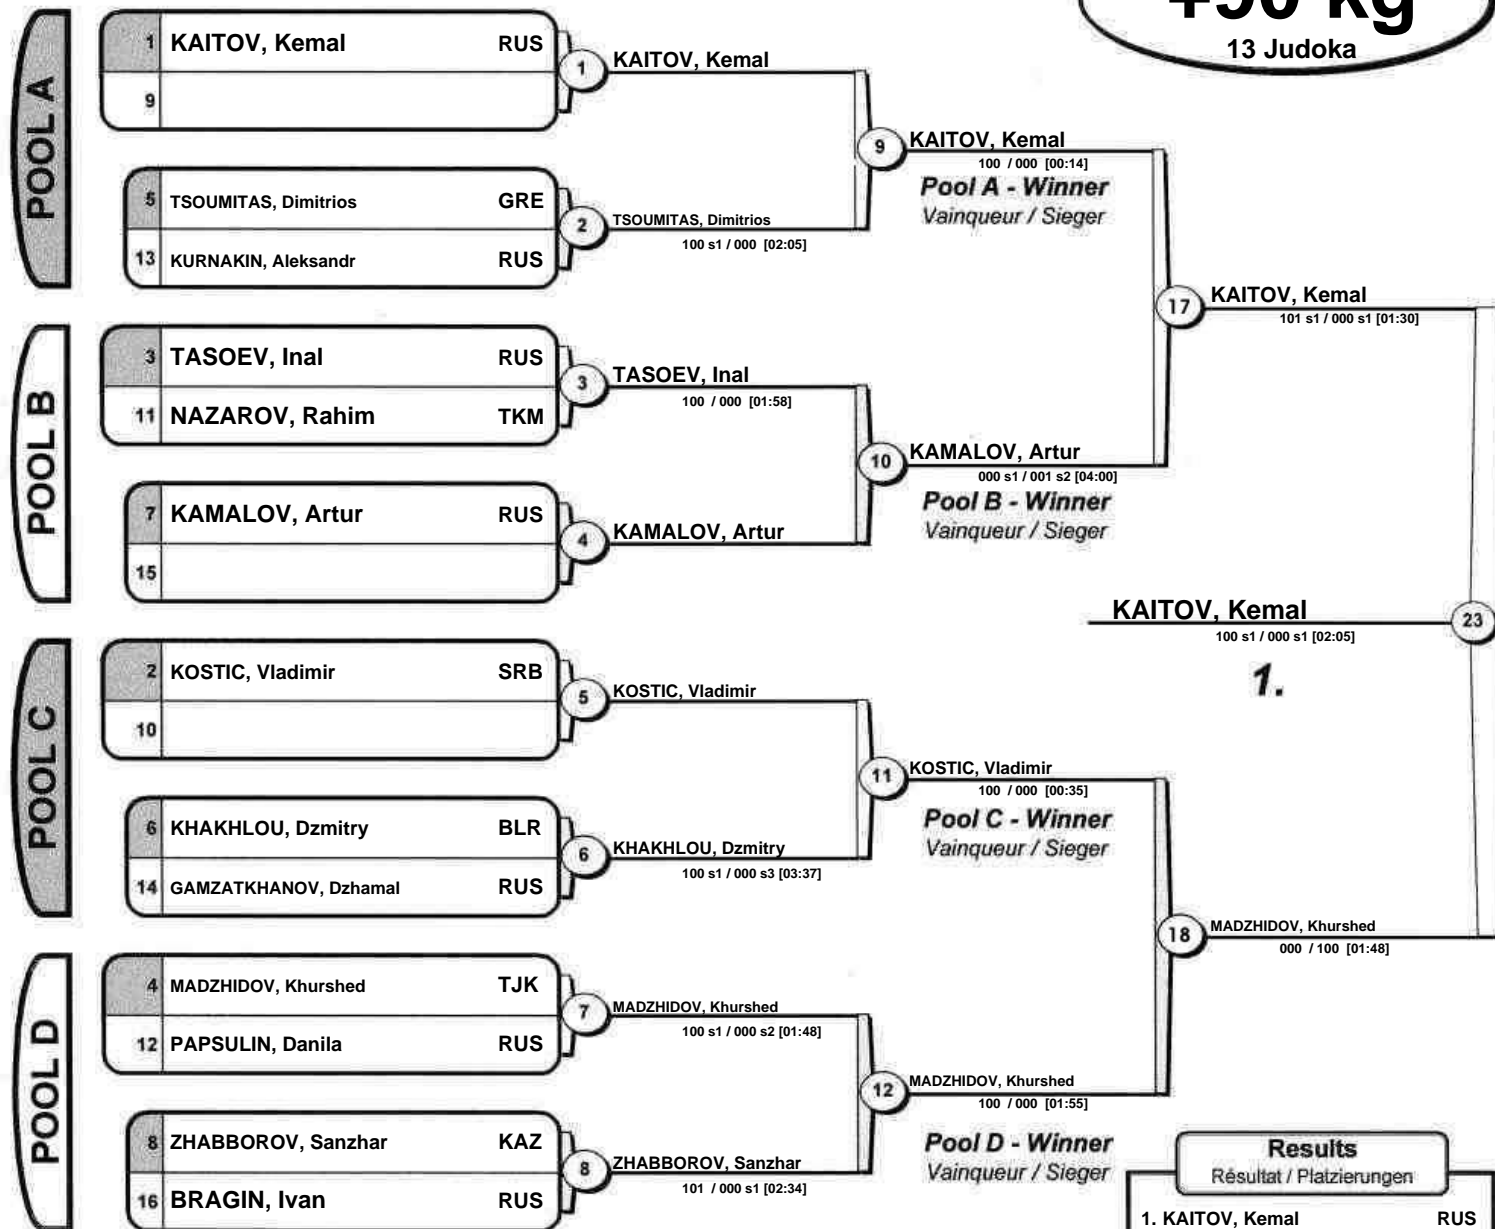 +90 kg
13 Judoka
POOL A
1 KAITOV, Kemal RUS
9
1
KAITOV, Kemal
5 TSOUMITAS, Dimitrios GRE
13 KURNAKIN, Aleksandr RUS
2
TSOUMITAS, Dimitrios
100 s1 / 000 [02:05]
9
KAITOV, Kemal
100 / 000 [00:14]
Pool A - Winner
Vainqueur / Sieger
POOL B
3 TASOEV, Inal RUS
11 NAZAROV, Rahim TKM
3
TASOEV, Inal
100 / 000 [01:58]
7 KAMALOV, Artur RUS
15
4
KAMALOV, Artur
10
KAMALOV, Artur
000 s1 / 001 s2 [04:00]
Pool B - Winner
Vainqueur / Sieger
17
KAITOV, Kemal
101 s1 / 000 s1 [01:30]
KAITOV, Kemal
23
100 s1 / 000 s1 [02:05]
1.
POOL C
2 KOSTIC, Vladimir SRB
10
5
KOSTIC, Vladimir
6 KHAKHLOU, Dzmitry BLR
14 GAMZATKHANOV, Dzhamal RUS
6
KHAKHLOU, Dzmitry
100 s1 / 000 s3 [03:37]
11
KOSTIC, Vladimir
100 / 000 [00:35]
Pool C - Winner
Vainqueur / Sieger
18
MADZHIDOV, Khurshed
000 / 100 [01:48]
POOL D
4 MADZHIDOV, Khurshed TJK
12 PAPSULIN, Danila RUS
7
MADZHIDOV, Khurshed
100 s1 / 000 s2 [01:48]
8 ZHABBOROV, Sanzhar KAZ
16 BRAGIN, Ivan RUS
8
ZHABBOROV, Sanzhar
101 / 000 s1 [02:34]
12
MADZHIDOV, Khurshed
100 / 000 [01:55]
Pool D - Winner
Vainqueur / Sieger
Results
Résultat / Platzierungen
1. KAITOV, Kemal RUS